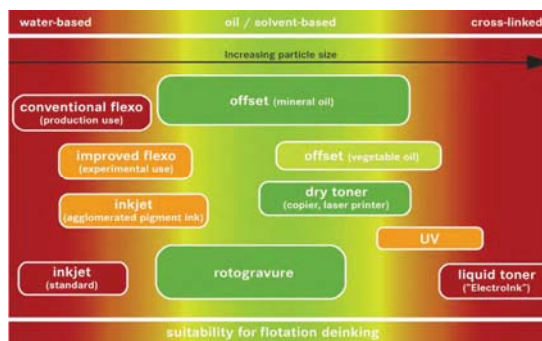 water-based oil / solvent-based cross-linked
Increasing particle size
conventional flexo
(production use)
offset (mineral oil)
improved flexo
(experimental use)
offset (vegetable oil)
inkjet
(agglomerated pigment ink)
dry toner
(copier, laser printer)
UV
inkjet
(standard)
rotogravure
liquid toner
("ElectroInk")
suitability for flotation deinking